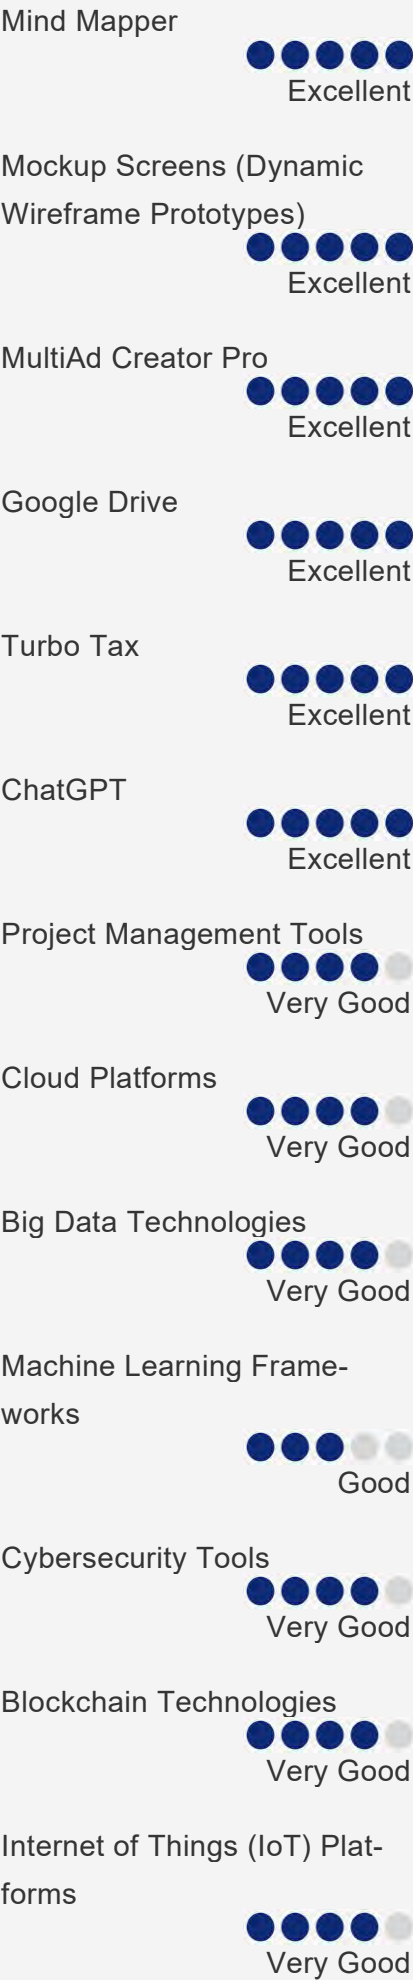 Mind Mapper
Excellent
Mockup Screens (Dynamic
Wireframe Prototypes)
Excellent
MultiAd Creator Pro
Excellent
Google Drive
Excellent
Turbo Tax
Excellent
ChatGPT
Excellent
Project Management Tools
Very Good
Cloud Platforms
Very Good
Big Data Technologies
Very Good
Machine Learning Frame-
works
Good
Cybersecurity Tools
Very Good
Blockchain Technologies
Very Good
Internet of Things (IoT) Plat-
forms
Very Good